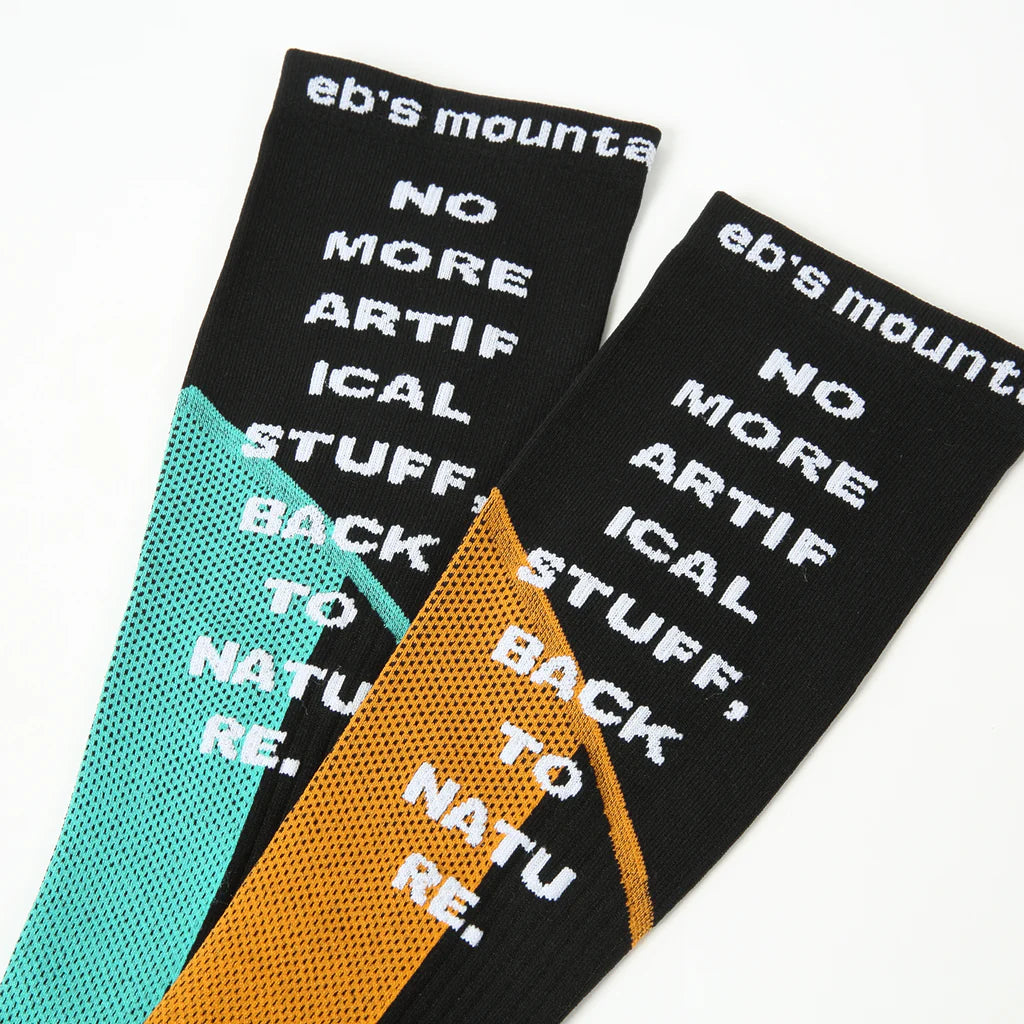 eb's mounta
NO
MORE
ARTIF
ICAL
STUFF,
BACK
TO
NATU
RE.
eb's mount
NO
MORE
ARTIF
ICAL
STUFF,
BACK
TO
NATU
RE.